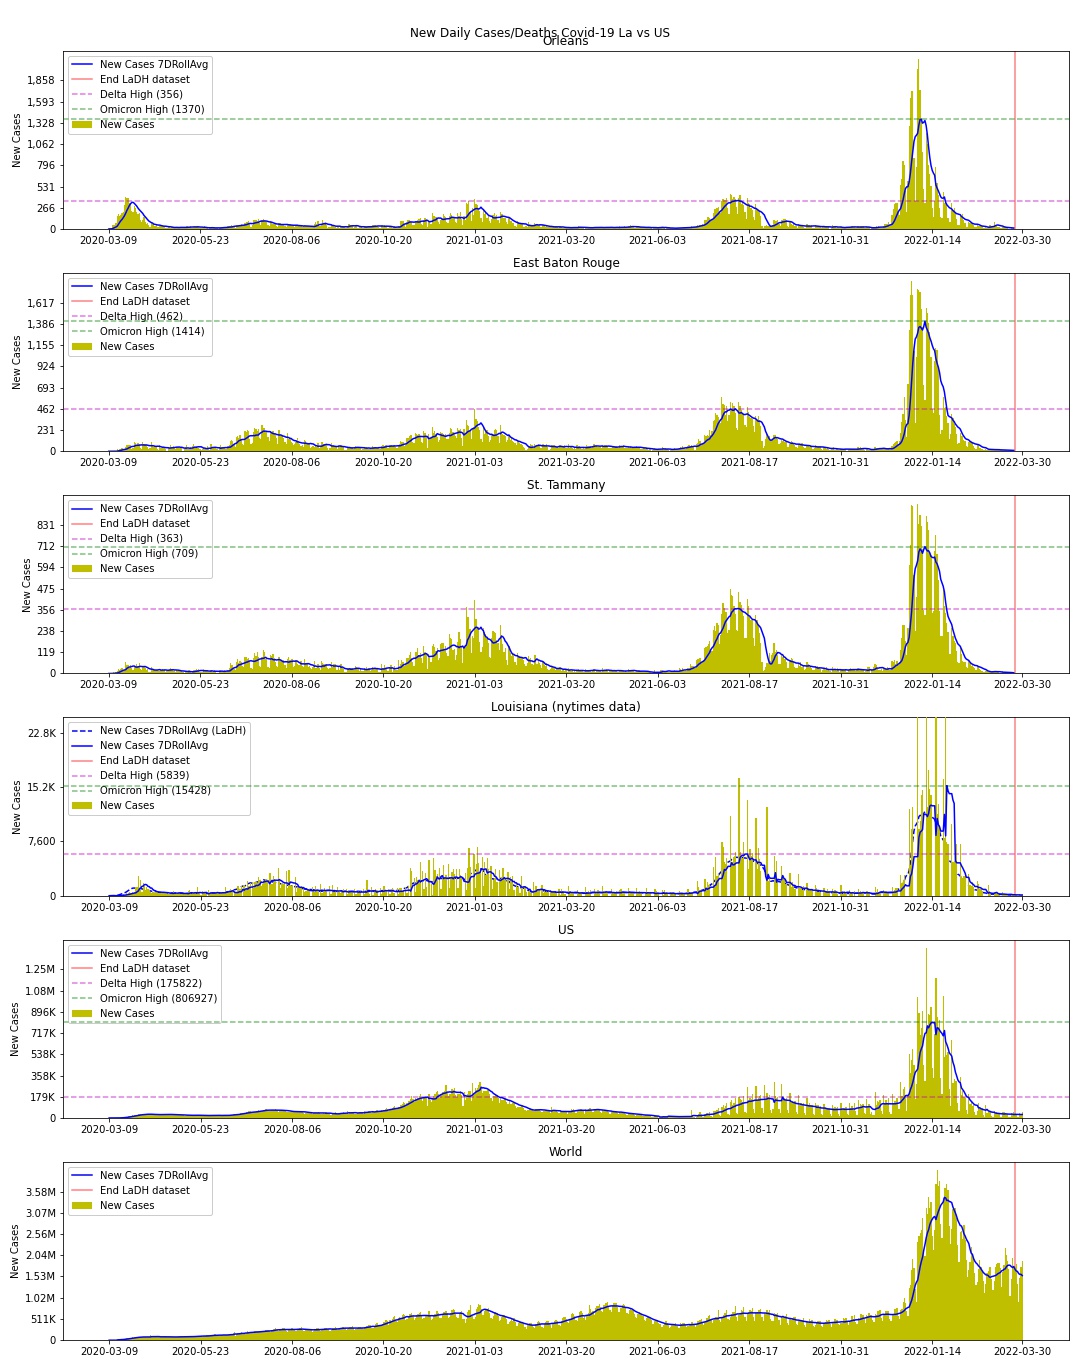 New Daily Cases/Deaths Covid-19 La vs US
Orleans
New Cases 7DRollAvg
End LaDH dataset
Delta High (356)
Omicron High (1370)
New Cases
New Cases
1,858
1,593
1,328
1,062
796
531
266
0
2020-03-09 2020-05-23 2020-08-06 2020-10-20 2021-01-03 2021-03-20 2021-06-03 2021-08-17 2021-10-31 2022-01-14 2022-03-30
East Baton Rouge
New Cases 7DRollAvg
End LaDH dataset
Delta High (462)
Omicron High (1414)
New Cases
New Cases
1,617
1,386
1,155
924
693
462
231
0
2020-03-09 2020-05-23 2020-08-06 2020-10-20 2021-01-03 2021-03-20 2021-06-03 2021-08-17 2021-10-31 2022-01-14 2022-03-30
St. Tammany
New Cases 7DRollAvg
End LaDH dataset
Delta High (363)
Omicron High (709)
New Cases
New Cases
831
712
594
475
356
238
119
0
2020-03-09 2020-05-23 2020-08-06 2020-10-20 2021-01-03 2021-03-20 2021-06-03 2021-08-17 2021-10-31 2022-01-14 2022-03-30
Louisiana (nytimes data)
New Cases 7DRollAvg (LaDH)
New Cases 7DRollAvg
End LaDH dataset
Delta High (5839)
Omicron High (15428)
New Cases
New Cases
22.8K
15.2K
7,600
0
2020-03-09 2020-05-23 2020-08-06 2020-10-20 2021-01-03 2021-03-20 2021-06-03 2021-08-17 2021-10-31 2022-01-14 2022-03-30
US
New Cases 7DRollAvg
End LaDH dataset
Delta High (175822)
Omicron High (806927)
New Cases
New Cases
1.25M
1.08M
896K
717K
538K
358K
179K
0
2020-03-09 2020-05-23 2020-08-06 2020-10-20 2021-01-03 2021-03-20 2021-06-03 2021-08-17 2021-10-31 2022-01-14 2022-03-30
World
New Cases 7DRollAvg
End LaDH dataset
New Cases
New Cases
3.58M
3.07M
2.56M
2.04M
1.53M
1.02M
511K
0
2020-03-09 2020-05-23 2020-08-06 2020-10-20 2021-01-03 2021-03-20 2021-06-03 2021-08-17 2021-10-31 2022-01-14 2022-03-30